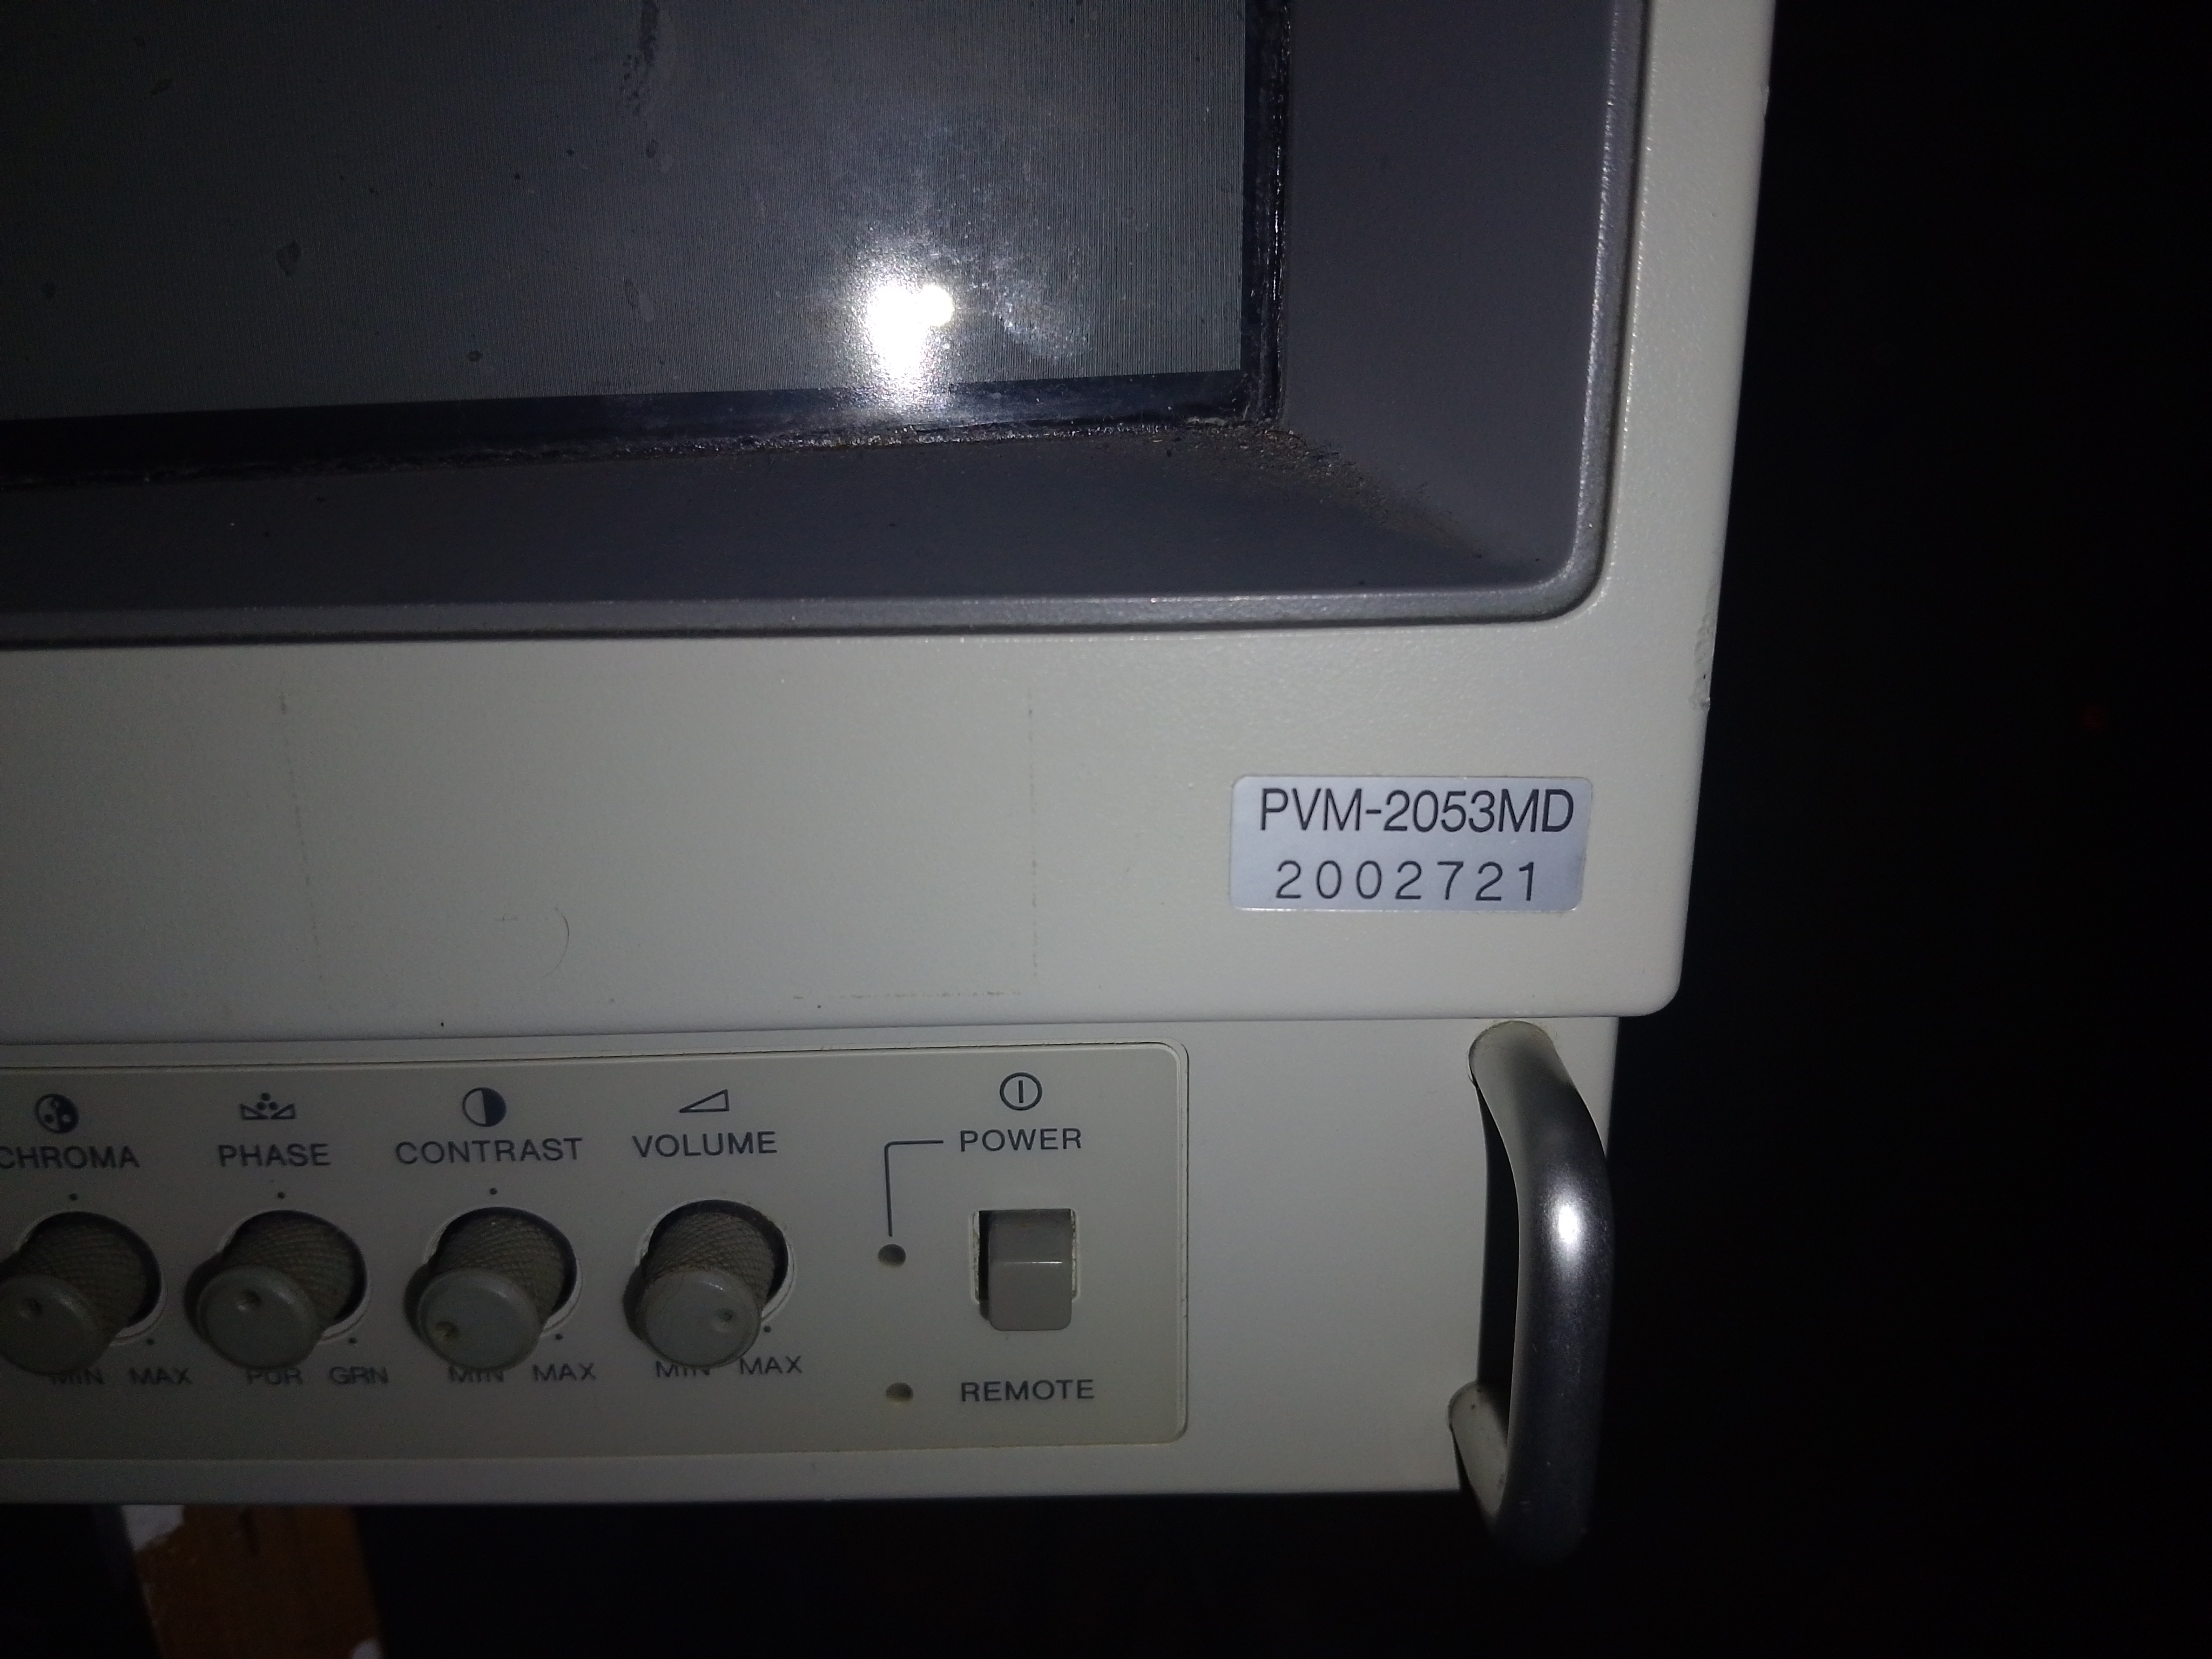 PVM-2053MD
2002721
CHROMA PHASE CONTRAST VOLUME POWER
MIN MAX PUR GRN MIN MAX MIN MAX
REMOTE